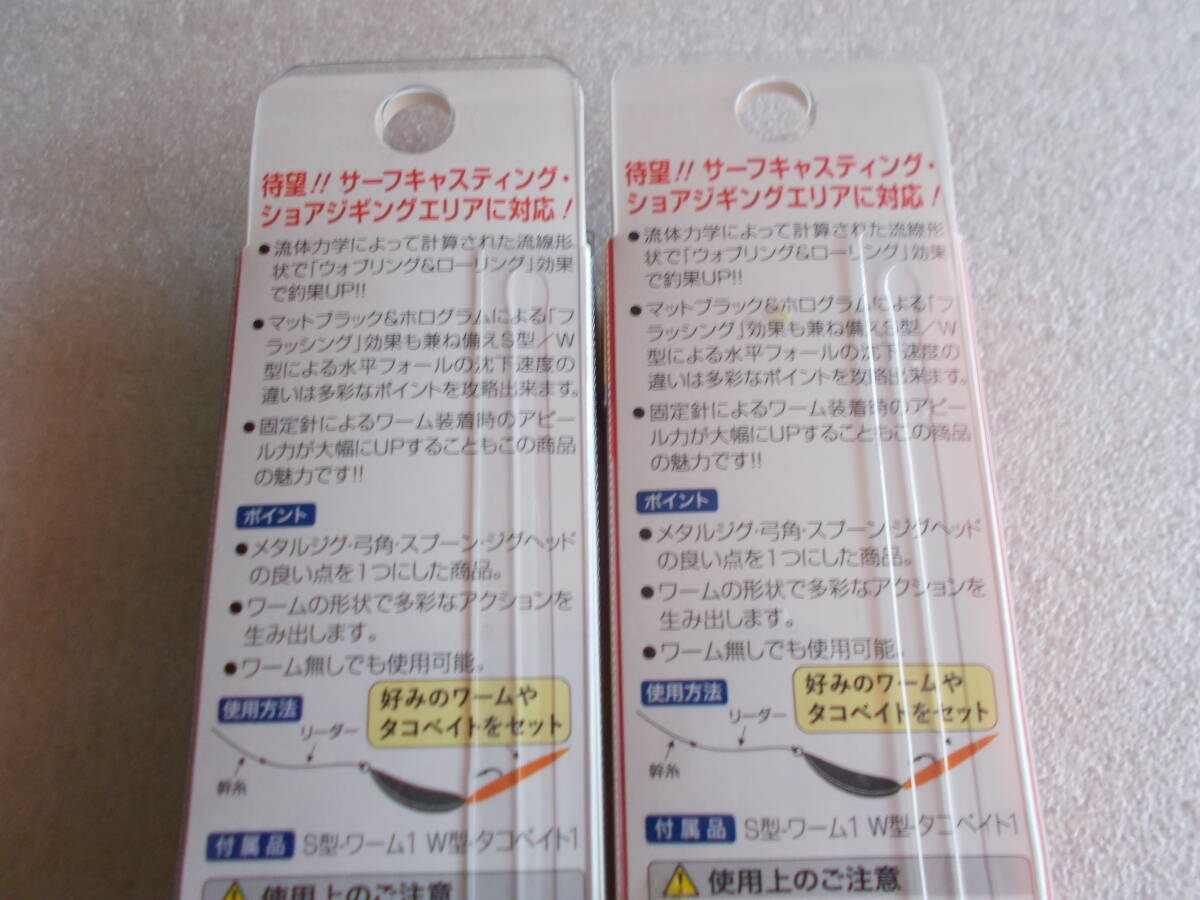 待望!! サーフキャスティング・
ショアジギングエリアに対応!
●流体力学によって計算された流線形
状で「ウォブリング&ローリング」効果
で釣果UP!!
●マットブラック&ホログラムによる「フ
ラッシング」効果も兼ね備えS型/W
型による水平フォールの沈下速度の
違いは多彩なポイントを攻略出来ます。
●固定針によるワーム装着時のアピー
ル力が大幅にUPすることもこの商品
の魅力です!!
ポイント
●メタルジグ・弓角・スプーン・ジグヘッド
の良い点を1つにした商品。
●ワームの形状で多彩なアクションを
生み出します。
●ワーム無しでも使用可能。
使用方法
好みのワームや
タコベイトをセット
リーダー
幹糸
付属品 S型-ワーム1 W型-タコベイト1
使用上のご注意
待望!! サーフキャスティング・
ショアジギングエリアに対応!
●流体力学によって計算された流線形
状で「ウォブリング&ローリング」効果
で釣果UP!!
●マットブラック&ホログラムによる「フ
ラッシング」効果も兼ね備えS型/W
型による水平フォールの沈下速度の
違いは多彩なポイントを攻略出来ます。
●固定針によるワーム装着時のアピー
ル力が大幅にUPすることもこの商品
の魅力です!!
ポイント
●メタルジグ・弓角・スプーン・ジグヘッド
の良い点を1つにした商品。
●ワームの形状で多彩なアクションを
生み出します。
●ワーム無しでも使用可能。
使用方法
好みのワームや
タコベイトをセット
リーダー
幹糸
付属品 S型-ワーム1 W型-タコベイト1
使用上のご注意